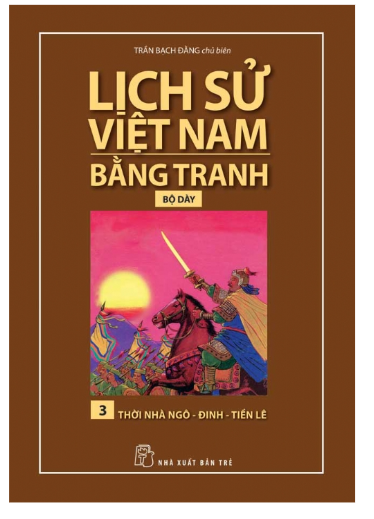 TRẦN BẠCH ĐẰNG chủ biên
LỊCH SỬ
VIỆT NAM
BẰNG TRANH
BỘ DÀY
3 THỜI NHÀ NGÔ - ĐINH - TIỀN LÊ
NHÀ XUẤT BẢN TRẺ